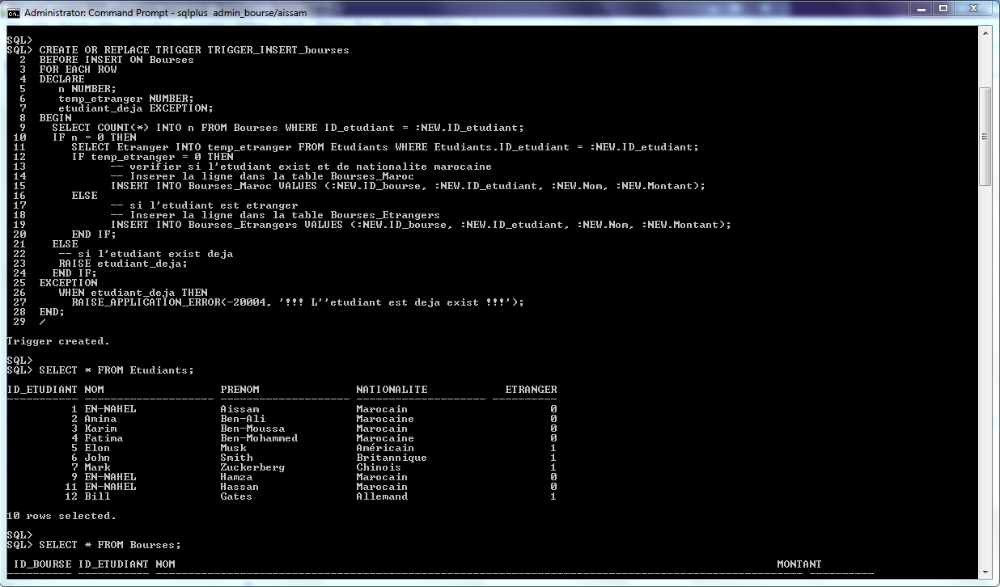 Administrator: Command Prompt - sqlplus  admin_bourse/aissam
SQL>
SQL> CREATE OR REPLACE TRIGGER TRIGGER_INSERT_bourses
  2  BEFORE INSERT ON Bourses
  3  FOR EACH ROW
  4  DECLARE
  5     n NUMBER;
  6     temp_etranger NUMBER;
  7     etudiant_deja EXCEPTION;
  8  BEGIN
  9    SELECT COUNT(*) INTO n FROM Bourses WHERE ID_etudiant = :NEW.ID_etudiant;
 10    IF n = 0 THEN
 11       SELECT Etranger INTO temp_etranger FROM Etudiants WHERE Etudiants.ID_etudiant = :NEW.ID_etudiant;
 12       IF temp_etranger = 0 THEN
 13             -- verifier si l'etudiant exist et de nationalite marocaine
 14             -- Inserer la ligne dans la table Bourses_Maroc
 15             INSERT INTO Bourses_Maroc VALUES (:NEW.ID_bourse, :NEW.ID_etudiant, :NEW.Nom, :NEW.Montant);
 16       ELSE
 17             -- si l'etudiant est etranger
 18             -- Inserer la ligne dans la table Bourses_Etrangers
 19             INSERT INTO Bourses_Etrangers VALUES (:NEW.ID_bourse, :NEW.ID_etudiant, :NEW.Nom, :NEW.Montant);
 20       END IF;
 21    ELSE
 22     -- si l'etudiant exist deja
 23     RAISE etudiant_deja;
 24    END IF;
 25  EXCEPTION
 26     WHEN etudiant_deja THEN
 27       RAISE_APPLICATION_ERROR(-20004, '!!! L''etudiant est deja exist !!!');
 28  END;
 29  /
Trigger created.
SQL>
SQL> SELECT * FROM Etudiants;
ID_ETUDIANT NOM                  PRENOM               NATIONALITE            ETRANGER
----------- -------------------- -------------------- -------------------- ----------
          1 EN-NAHEL             Aissam               Marocain                      0
          2 Amina                Ben-Ali              Marocaine                     0
          3 Karim                Ben-Moussa           Marocain                      0
          4 Fatima               Ben-Mohammed         Marocaine                     0
          5 Elon                 Musk                 Américain                     1
          6 John                 Smith                Britannique                   1
          7 Mark                 Zuckerberg           Chinois                       1
          9 EN-NAHEL             Hamza                Marocain                      0
         11 EN-NAHEL             Hassan               Marocain                      0
         12 Bill                 Gates                Allemand                      1
10 rows selected.
SQL>
SQL> SELECT * FROM Bourses;
 ID_BOURSE ID_ETUDIANT NOM                                                                                             MONTANT
---------- ----------- ---------------------------------------------------------------------------------------------------- ----------